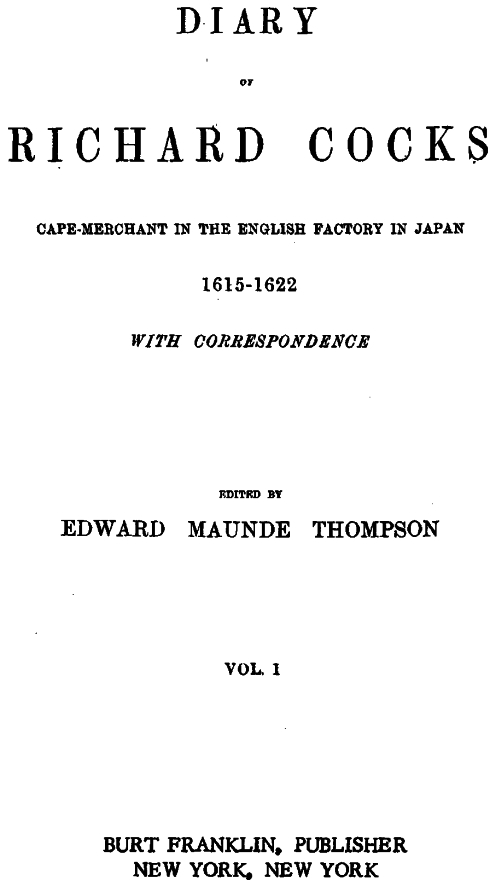 DIARY
OF
RICHARD COCKS
CAPE-MERCHANT IN THE ENGLISH FACTORY IN JAPAN
1615-1622
WITH CORRESPONDENCE
EDITED BY
EDWARD MAUNDE THOMPSON
VOL. I
BURT FRANKLIN, PUBLISHER
NEW YORK, NEW YORK